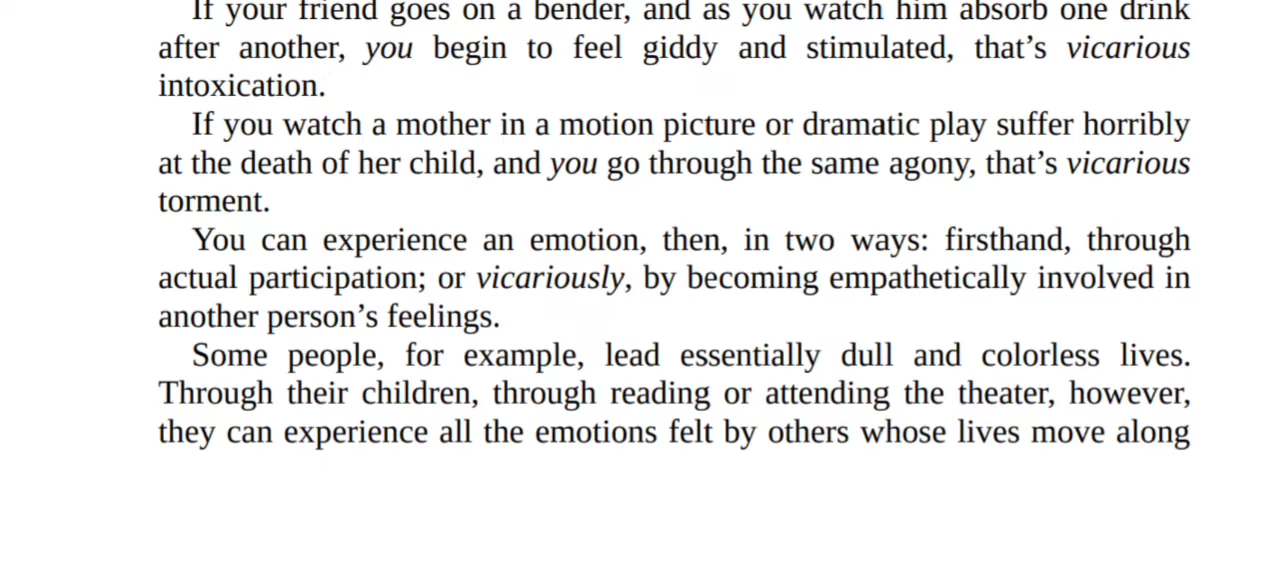 If your friend goes on a bender, and as you watch him absorb one drink
after another, you begin to feel giddy and stimulated, that’s vicarious
intoxication.
If you watch a mother in a motion picture or dramatic play suffer horribly
at the death of her child, and you go through the same agony, that’s vicarious
torment.
You can experience an emotion, then, in two ways: firsthand, through
actual participation; or vicariously, by becoming empathetically involved in
another person’s feelings.
Some people, for example, lead essentially dull and colorless lives.
Through their children, through reading or attending the theater, however,
they can experience all the emotions felt by others whose lives move along